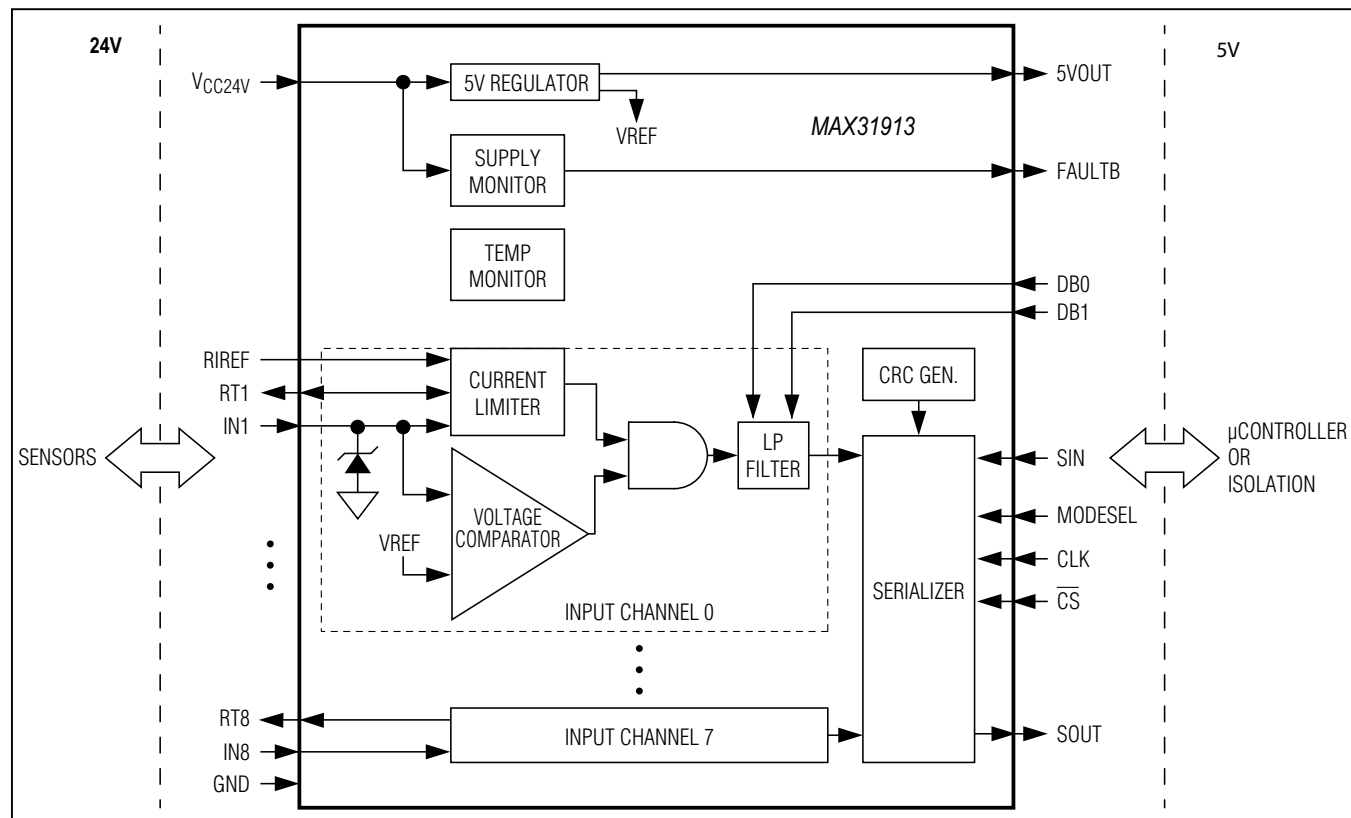 24V
5V
VCC24V
5V REGULATOR
5VOUT
VREF
MAX31913
SUPPLY
MONITOR
FAULTB
TEMP
MONITOR
DB0
DB1
RIREF
RT1
IN1
CURRENT
LIMITER
CRC GEN.
LP
FILTER
SENSORS
SIN
µCONTROLLER
OR
ISOLATION
VOLTAGE
COMPARATOR
VREF
MODESEL
CLK
SERIALIZER
CS
INPUT CHANNEL 0
RT8
IN8
GND
INPUT CHANNEL 7
SOUT